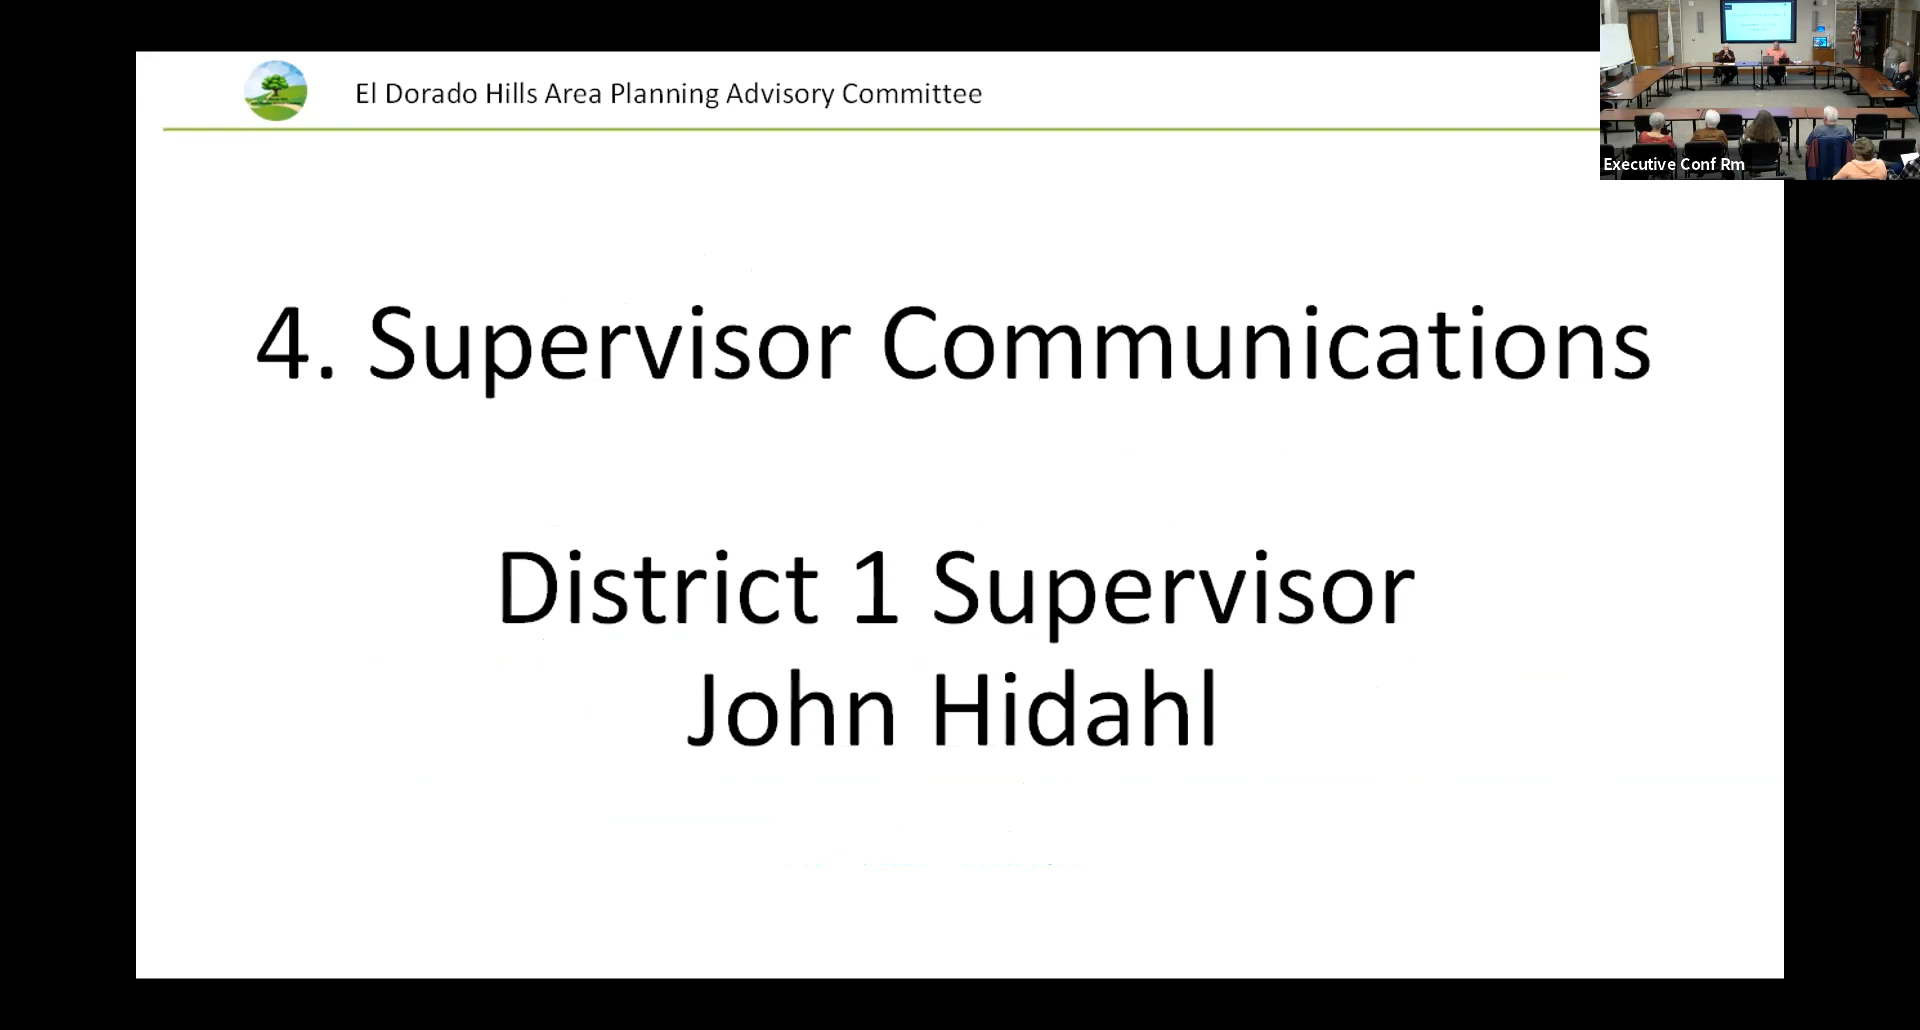 El Dorado Hills Area Planning Advisory Committee
Executive Conf Rm
4. Supervisor Communications
District 1 Supervisor
John Hidahl